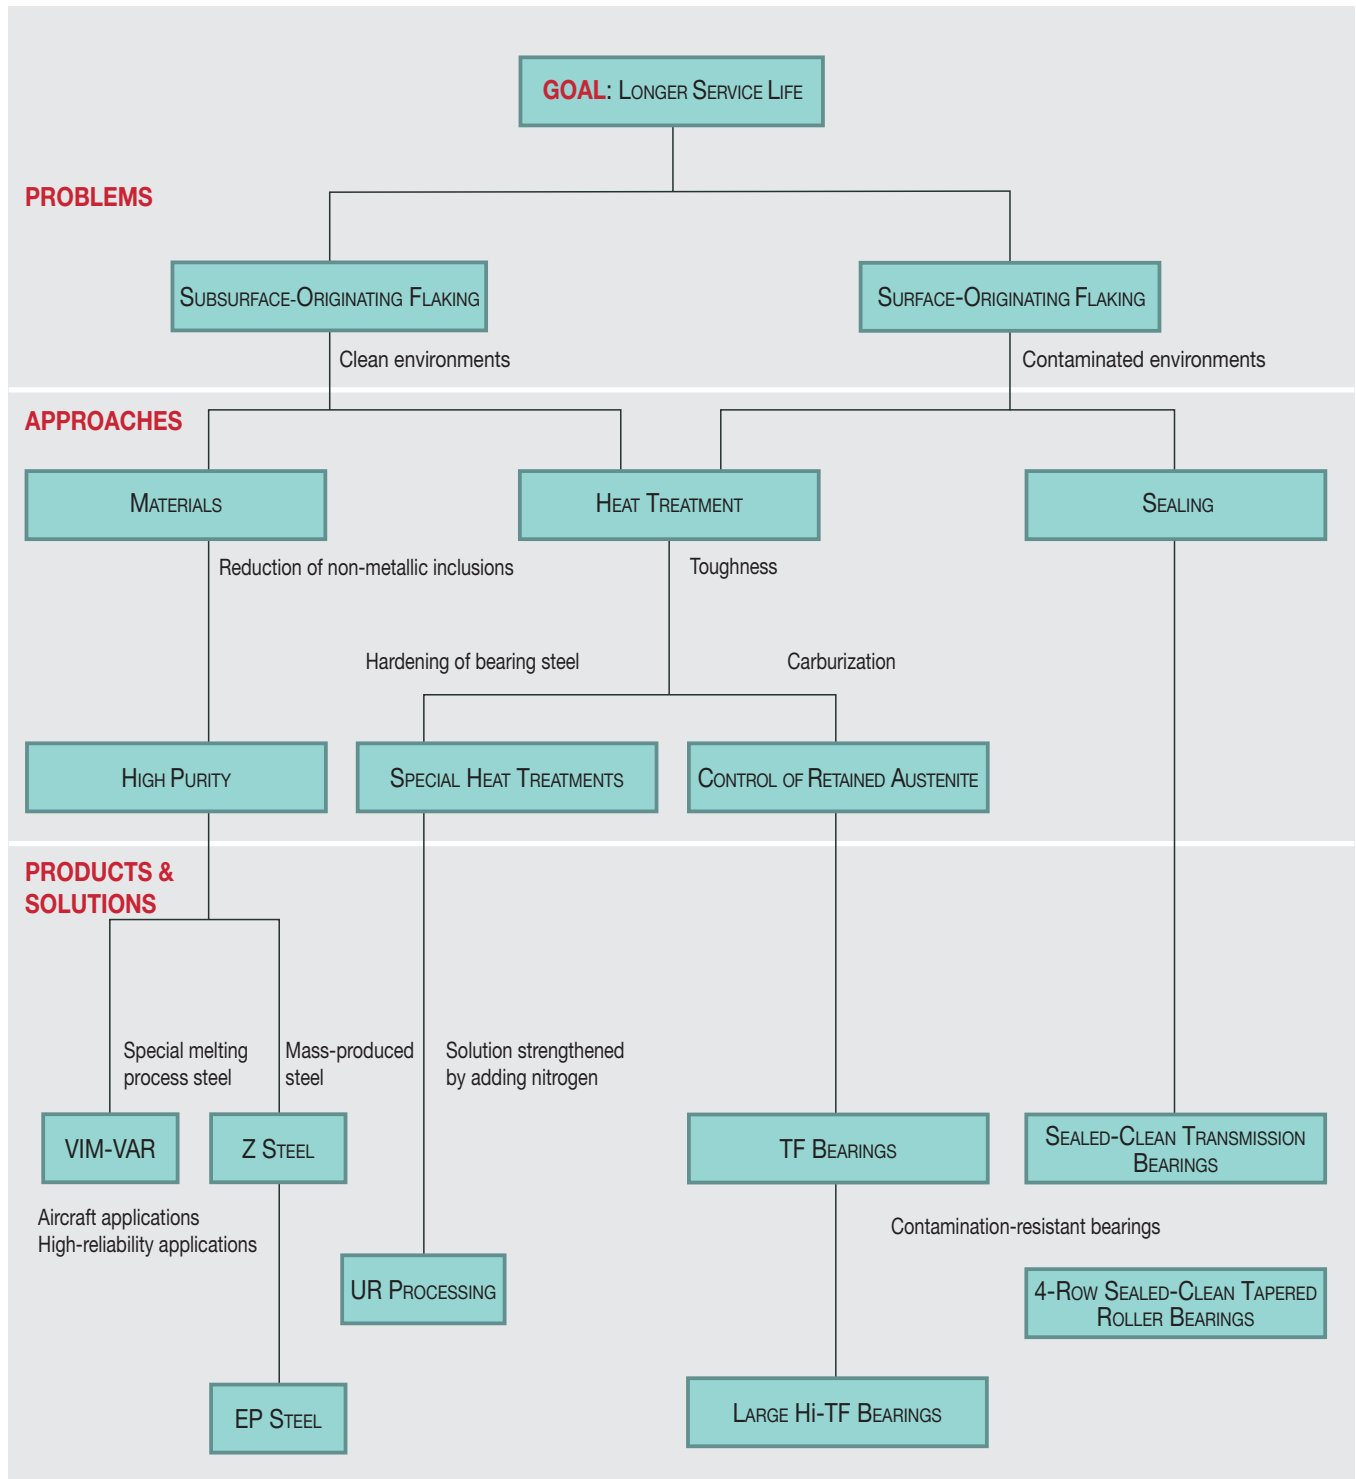 GOAL: LONGER SERVICE LIFE
PROBLEMS
SUBSURFACE-ORIGINATING FLAKING
SURFACE-ORIGINATING FLAKING
Clean environments
Contaminated environments
APPROACHES
MATERIALS
HEAT TREATMENT
SEALING
Reduction of non-metallic inclusions
Toughness
Hardening of bearing steel
Carburization
HIGH PURITY
SPECIAL HEAT TREATMENTS
CONTROL OF RETAINED AUSTENITE
PRODUCTS &
SOLUTIONS
Special melting
process steel
Mass-produced
steel
Solution strengthened
by adding nitrogen
VIM-VAR
Z STEEL
TF BEARINGS
SEALED-CLEAN TRANSMISSION
BEARINGS
Aircraft applications
High-reliability applications
Contamination-resistant bearings
UR PROCESSING
4-ROW SEALED-CLEAN TAPERED
ROLLER BEARINGS
EP STEEL
LARGE Hi-TF BEARINGS